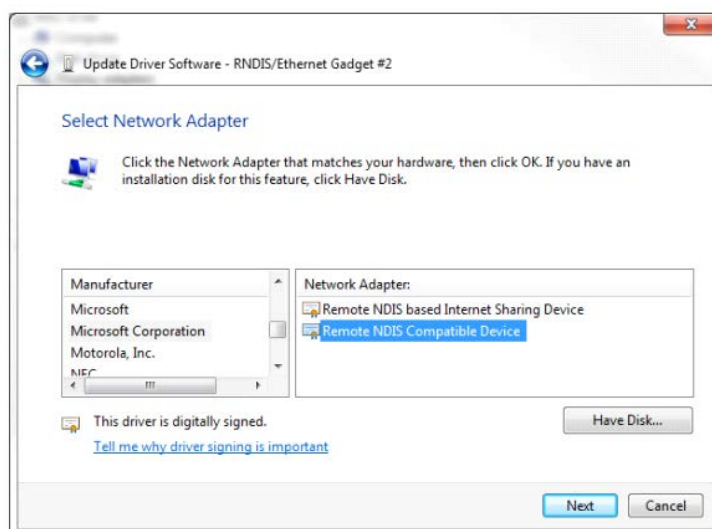 Update Driver Software - RNDIS/Ethernet Gadget #2
Select Network Adapter
Click the Network Adapter that matches your hardware, then click OK. If you have an
installation disk for this feature, click Have Disk.
Manufacturer
Microsoft
Microsoft Corporation
Motorola, Inc.
NEC
Network Adapter:
Remote NDIS based Internet Sharing Device
Remote NDIS Compatible Device
This driver is digitally signed.
Tell me why driver signing is important
Have Disk...
Next
Cancel